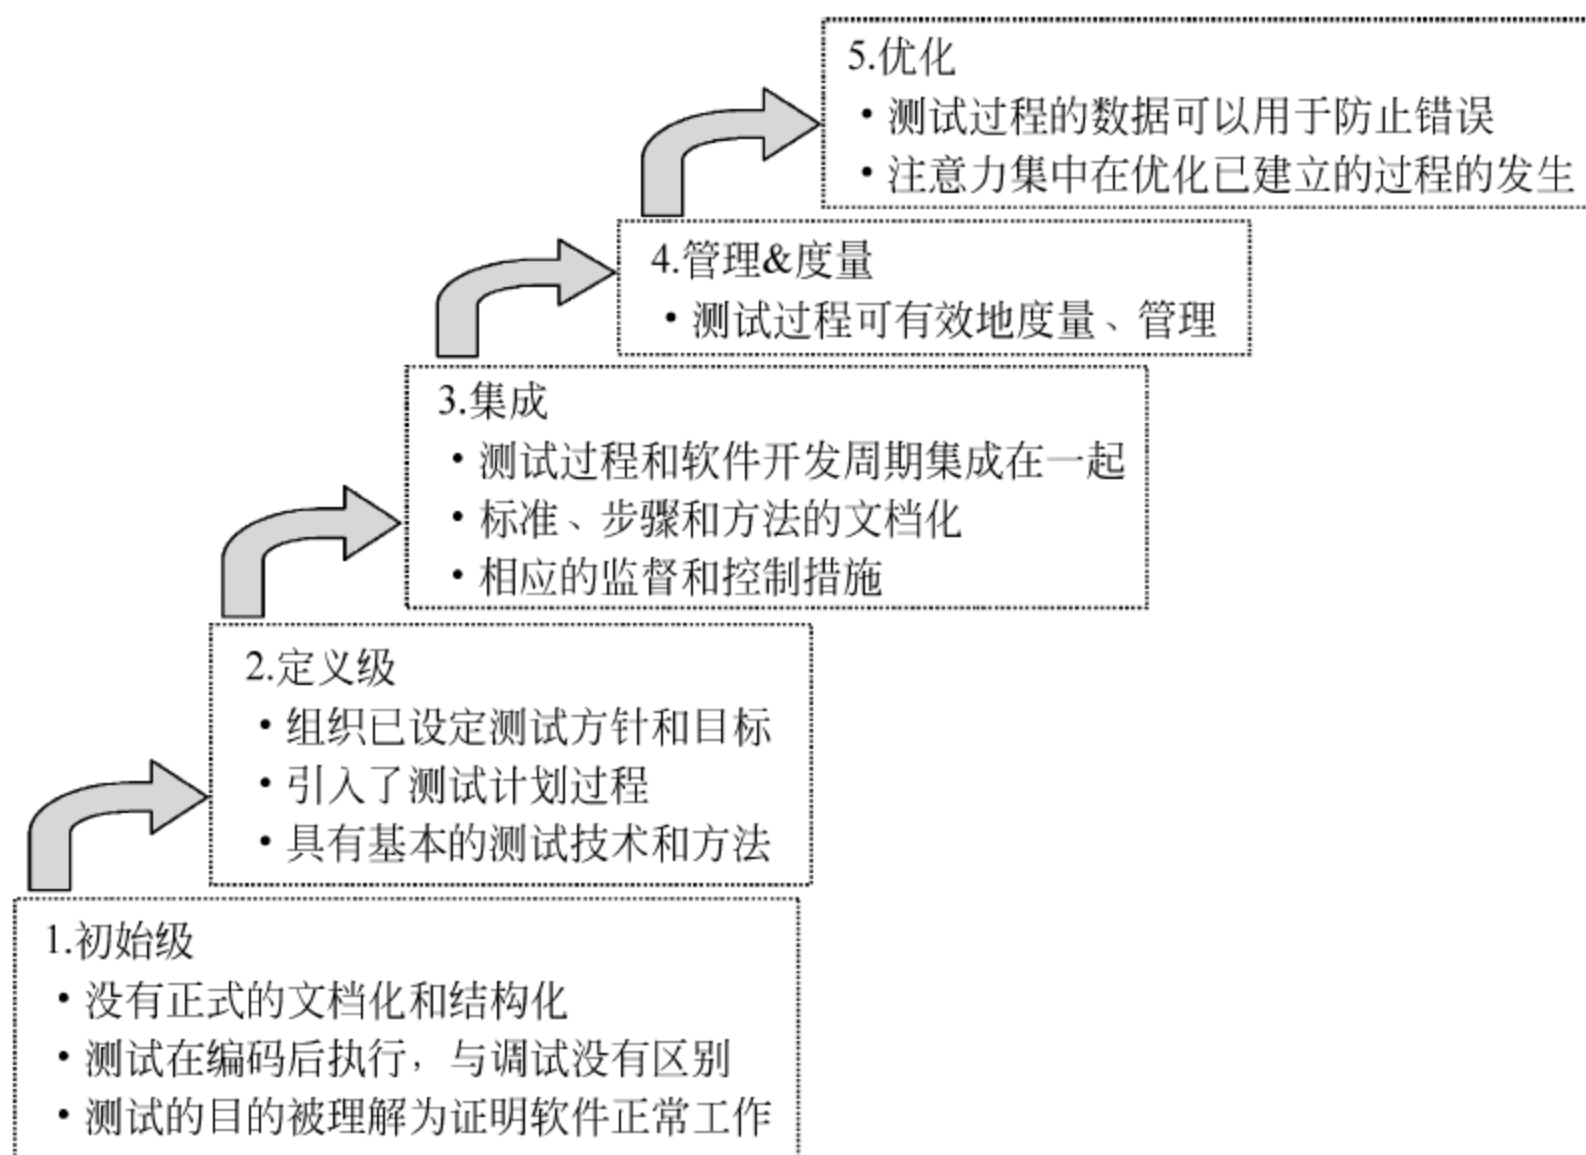 5.优化
•测试过程的数据可以用于防止错误
•注意力集中在优化已建立的过程的发生
4.管理&度量
•测试过程可有效地度量、管理
3.集成
•测试过程和软件开发周期集成在一起
•标准、步骤和方法的文档化
•相应的监督和控制措施
2.定义级
•组织已设定测试方针和目标
•引入了测试计划过程
•具有基本的测试技术和方法
1.初始级
•没有正式的文档化和结构化
•测试在编码后执行，与调试没有区别
•测试的目的被理解为证明软件正常工作